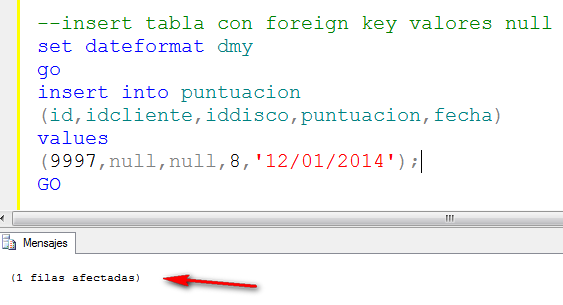 --insert tabla con foreign key valores null
set dateformat dmy
go
insert into puntuacion
(id,idcliente,iddisco,puntuacion,fecha)
values
(9997,null,null,8,'12/01/2014');
GO
Mensajes
(1 filas afectadas)